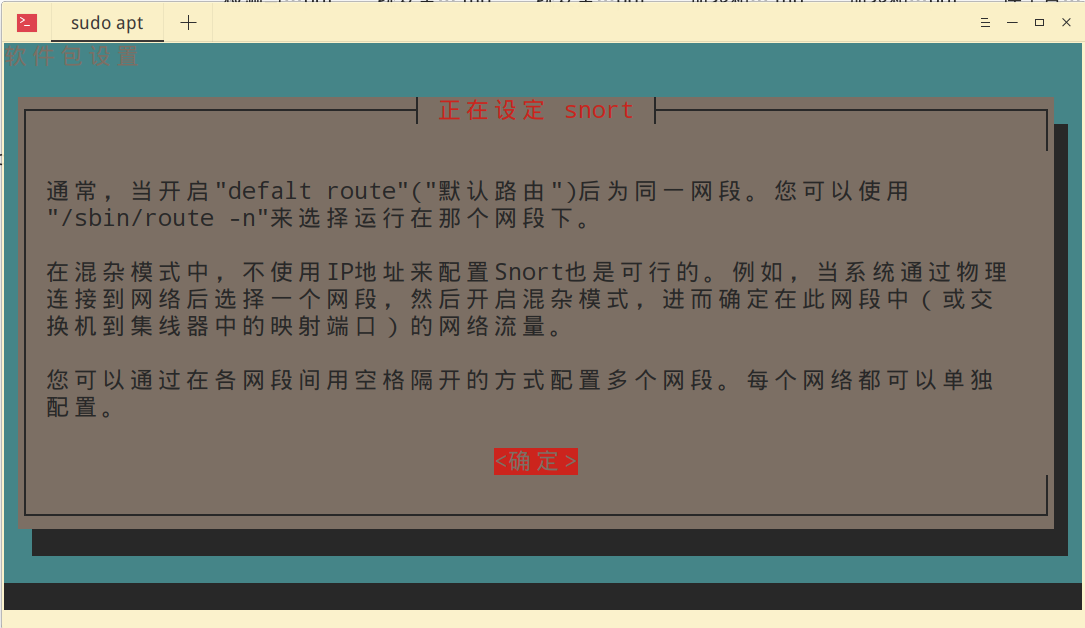 sudo apt
软件包设置
正在设定 snort
通常，当开启"defalt route"("默认路由")后为同一网段。您可以使用
"/sbin/route -n"来选择运行在那个网段下。
在混杂模式中，不使用IP地址来配置Snort也是可行的。例如，当系统通过物理
连接到网络后选择一个网段，然后开启混杂模式，进而确定在此网段中（或交
换机到集线器中的映射端口）的网络流量。
您可以通过在各网段间用空格隔开的方式配置多个网段。每个网络都可以单独
配置。
<确定>